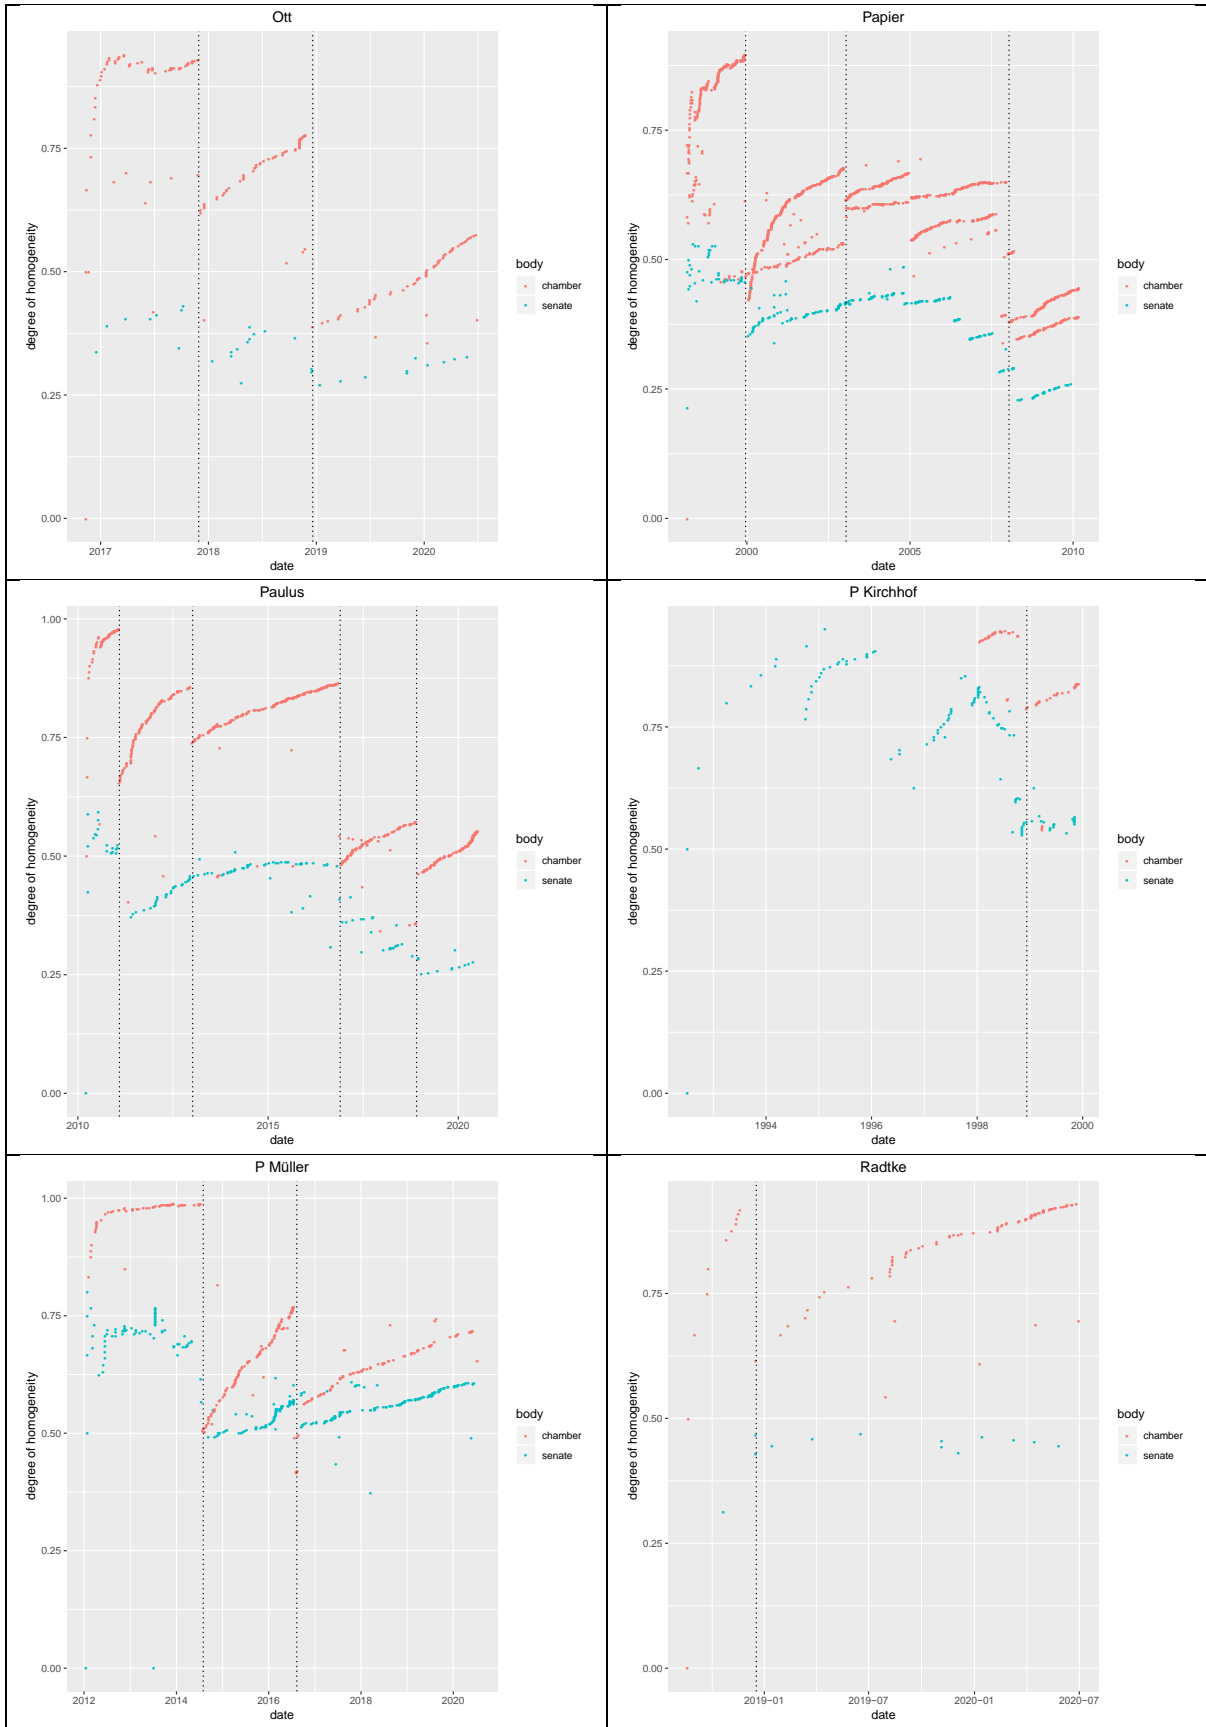 Ott
degree of homogeneity
0.75
0.50
0.25
0.00
2017 2018 2019 2020
date
body
chamber
senate
Papier
degree of homogeneity
0.75
0.50
0.25
0.00
2000 2005 2010
date
body
chamber
senate
Paulus
degree of homogeneity
1.00
0.75
0.50
0.25
0.00
2010 2015 2020
date
body
chamber
senate
P Kirchhof
degree of homogeneity
0.75
0.50
0.25
0.00
1994 1996 1998 2000
date
body
chamber
senate
P Müller
degree of homogeneity
1.00
0.75
0.50
0.25
0.00
2012 2014 2016 2018 2020
date
body
chamber
senate
Radtke
degree of homogeneity
0.75
0.50
0.25
0.00
2019-01 2019-07 2020-01 2020-07
date
body
chamber
senate